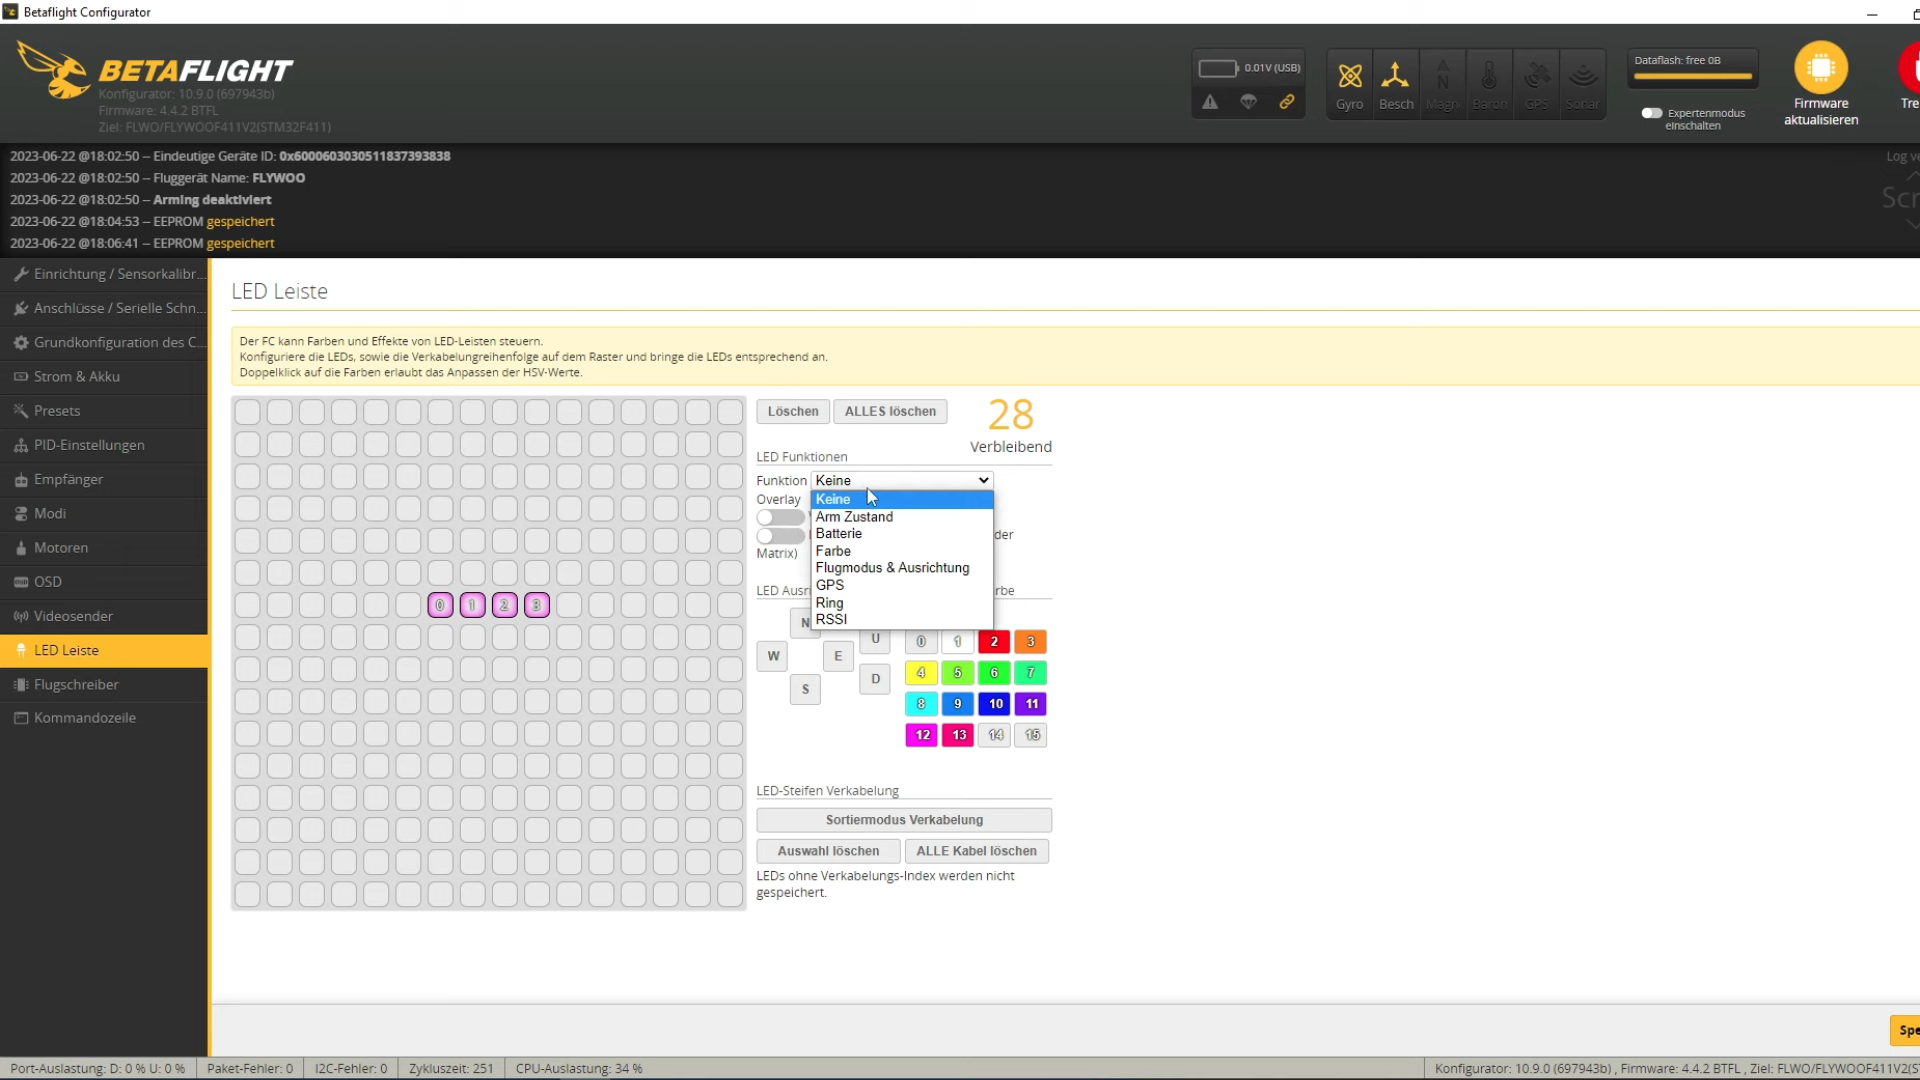 Betaflight Configurator
BETAFLIGHT
Konfigurator: 10.9.0 (697943b)
Firmware: 4.4.2 BTFL
Ziel: FLWO/FLYWOOF411V2(STM32F411)
0.01V (USB)
Gyro
Besch
Magn
Baron
GPS
Sonar
Dataflash: free 0B
Expertenmodus
einschalten
Firmware
aktualisieren
Tre
2023-06-22 @18:02:50 -- Eindeutige Geräte ID: 0x6000603030511837393838
Log ve
2023-06-22 @18:02:50 -- Fluggerät Name: FLYWOO
2023-06-22 @18:02:50 -- Arming deaktiviert
Scr
2023-06-22 @18:04:53 -- EEPROM gespeichert
2023-06-22 @18:06:41 -- EEPROM gespeichert
Einrichtung / Sensorkalibr...
Anschlüsse / Serielle Schn...
Grundkonfiguration des C...
Strom & Akku
Presets
PID-Einstellungen
Empfänger
Modi
Motoren
OSD
Videosender
LED Leiste
Flugschreiber
Kommandozeile
LED Leiste
Der FC kann Farben und Effekte von LED-Leisten steuern.
Konfiguriere die LEDs, sowie die Verkabelungreihenfolge auf dem Raster und bringe die LEDs entsprechend an.
Doppelklick auf die Farben erlaubt das Anpassen der HSV-Werte.
0 1 2 3
Löschen
ALLES löschen
28
Verbleibend
LED Funktionen
Funktion Keine
Overlay
Keine
Arm Zustand
Batterie
Farbe
Flugmodus & Ausrichtung
GPS
Ring
RSSI
der
Matrix)
LED Ausri
rbe
N
W E
S
U
D
0 1 2 3
4 5 6 7
8 9 10 11
12 13 14 15
LED-Steifen Verkabelung
Sortiermodus Verkabelung
Auswahl löschen
ALLE Kabel löschen
LEDs ohne Verkabelungs-Index werden nicht
gespeichert.
Spe
Port-Auslastung: D: 0 % U: 0 %
Paket-Fehler: 0
I2C-Fehler: 0
Zykluszeit: 251
CPU-Auslastung: 34 %
Konfigurator: 10.9.0 (697943b) , Firmware: 4.4.2 BTFL , Ziel: FLWO/FLYWOOF411V2(S